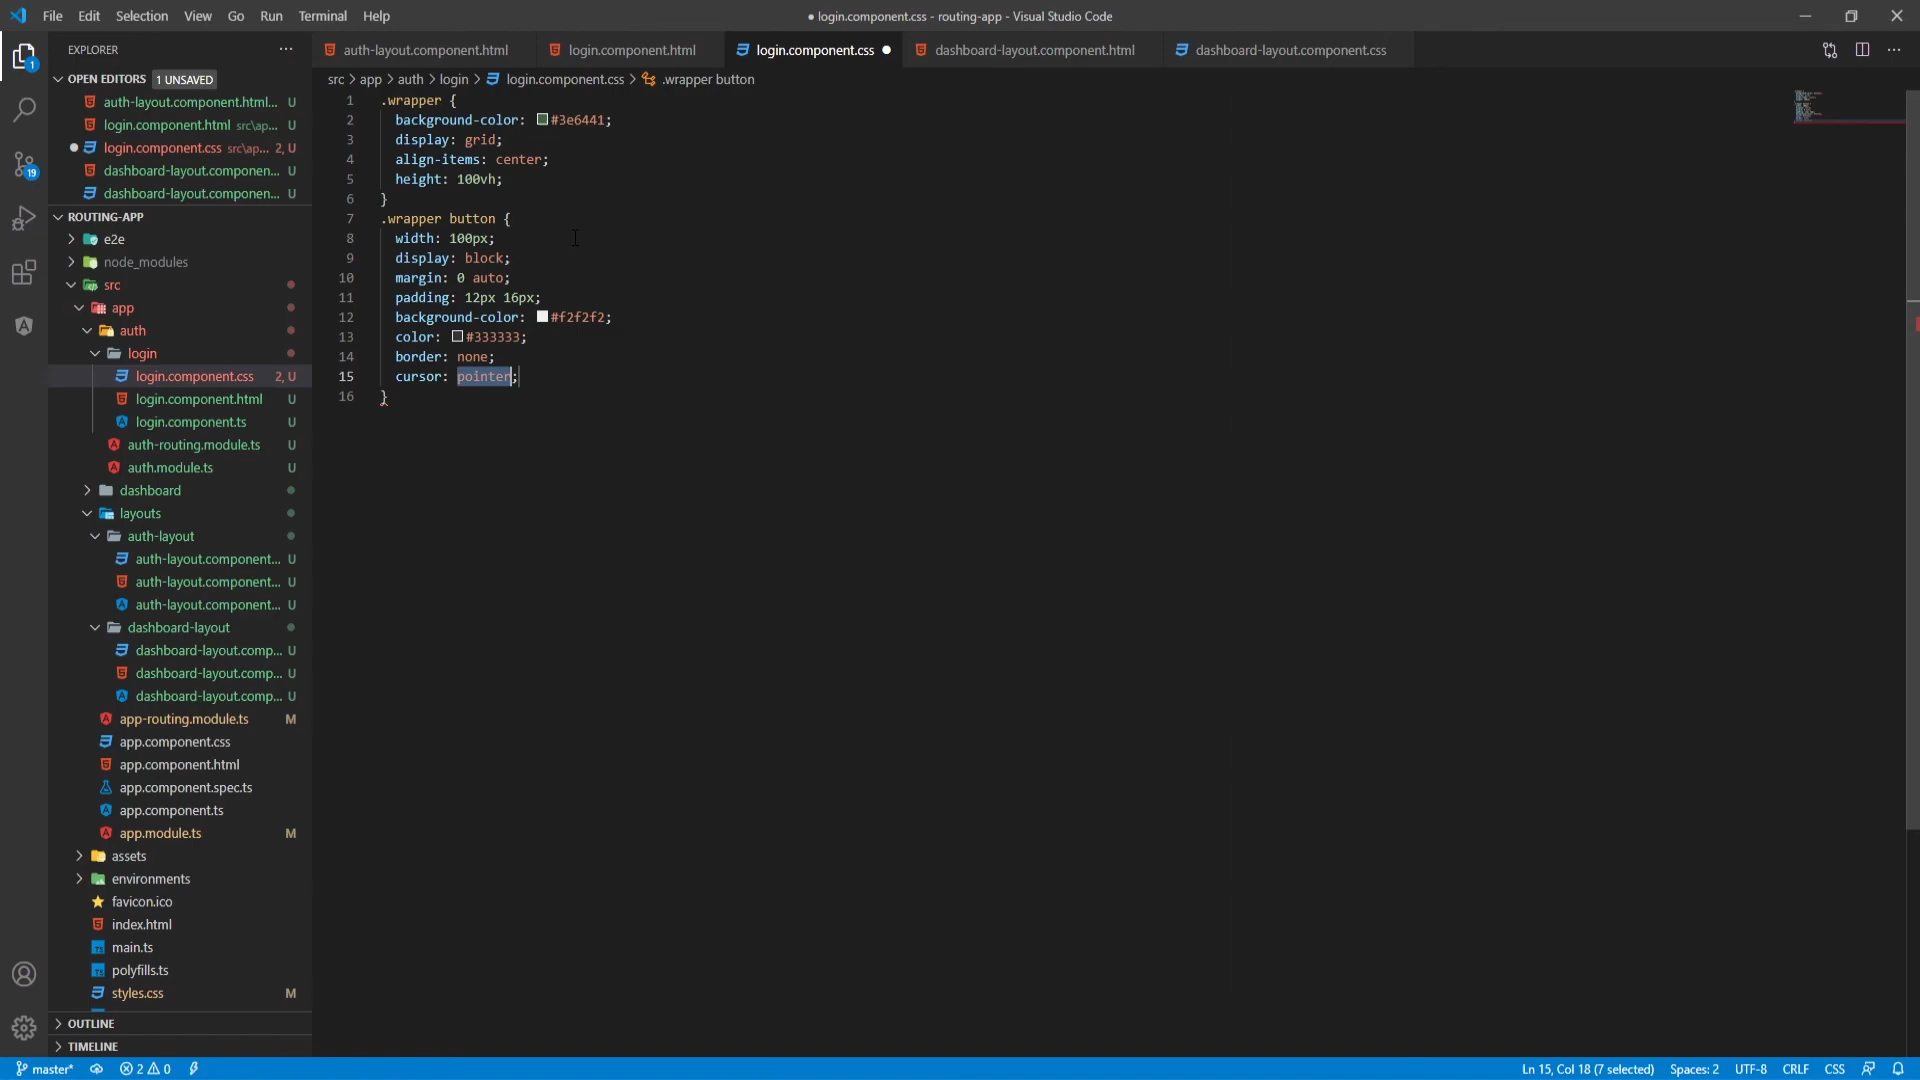 File Edit Selection View Go Run Terminal Help
● login.component.css - routing-app - Visual Studio Code
EXPLORER
auth-layout.component.html
login.component.html
login.component.css
dashboard-layout.component.html
dashboard-layout.component.css
OPEN EDITORS 1 UNSAVED
auth-layout.component.html... U
login.component.html src\ap... U
login.component.css src\ap... 2, U
dashboard-layout.componen... U
dashboard-layout.componen... U
ROUTING-APP
e2e
node_modules
src
app
auth
login
login.component.css 2, U
login.component.html U
login.component.ts U
auth-routing.module.ts U
auth.module.ts U
dashboard
layouts
auth-layout
auth-layout.component... U
auth-layout.component... U
auth-layout.component... U
dashboard-layout
dashboard-layout.comp... U
dashboard-layout.comp... U
dashboard-layout.comp... U
app-routing.module.ts M
app.component.css
app.component.html
app.component.spec.ts
app.component.ts
app.module.ts M
assets
environments
favicon.ico
index.html
main.ts
polyfills.ts
styles.css M
OUTLINE
TIMELINE
src > app > auth > login > login.component.css > .wrapper button
1 .wrapper {
2 background-color: #3e6441;
3 display: grid;
4 align-items: center;
5 height: 100vh;
6 }
7 .wrapper button {
8 width: 100px;
9 display: block;
10 margin: 0 auto;
11 padding: 12px 16px;
12 background-color: #f2f2f2;
13 color: #333333;
14 border: none;
15 cursor: pointer;
16 }
1
19
master* 2 0
Ln 15, Col 18 (7 selected) Spaces: 2 UTF-8 CRLF CSS